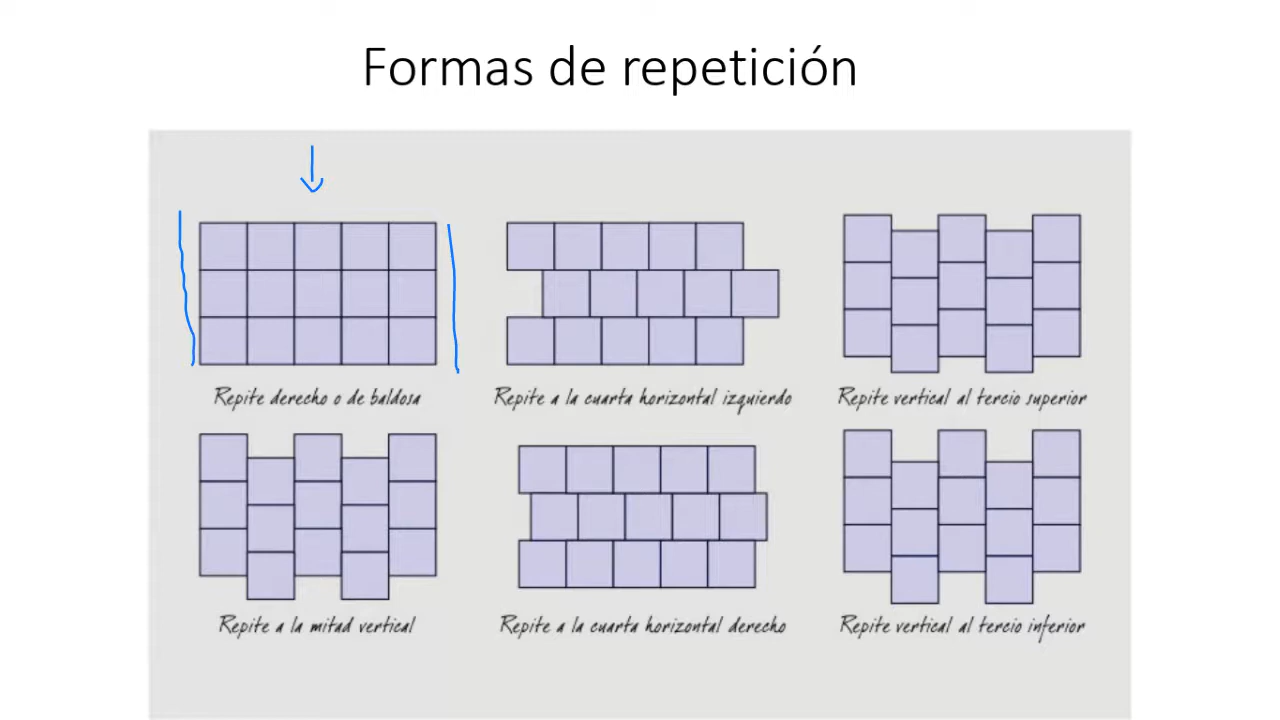 Formas de repetición
Repite derecho o de baldosa
Repite a la cuarta horizontal izquierdo
Repite vertical al tercio superior
Repite a la mitad vertical
Repite a la cuarta horizontal derecho
Repite vertical al tercio inferior